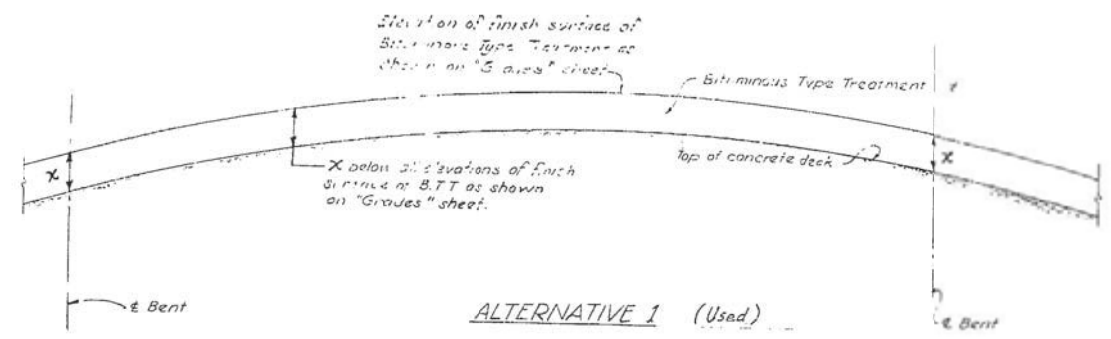 Elevation of finish surface of
Bituminous Type Treatment as
shown on "Grades" sheet
Bituminous Type Treatment
℄
x
x below all elevations of finish
surface of B.T.T as shown
on "Grades" sheet.
Top of concrete deck
x
℄ Bent
ALTERNATIVE 1 (Used)
℄ Bent